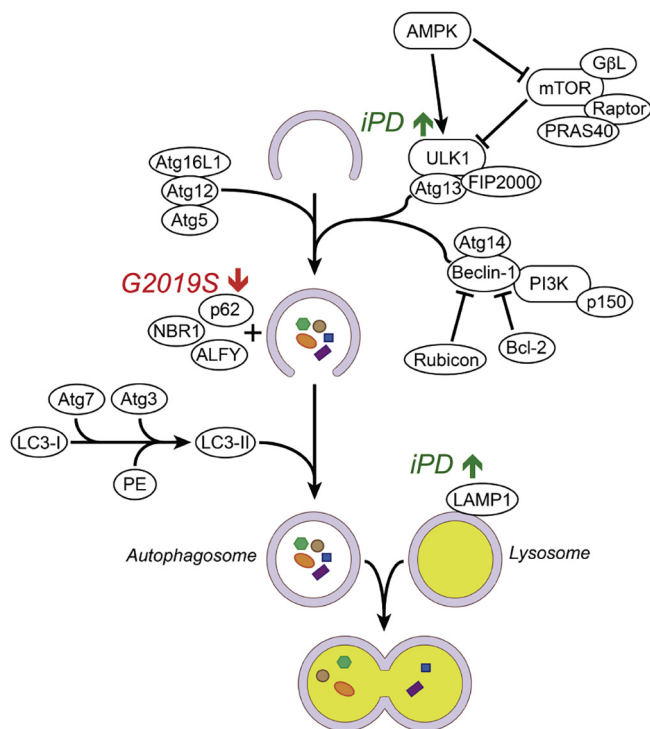 AMPK
GβL
mTOR
Raptor
PRAS40
iPD
ULK1
Atg13
FIP2000
Atg16L1
Atg12
Atg5
Atg14
Beclin-1
PI3K
p150
Rubicon
Bcl-2
G2019S
p62
NBR1
ALFY
+
Atg7
Atg3
LC3-I
LC3-II
PE
iPD
LAMP1
Autophagosome
Lysosome